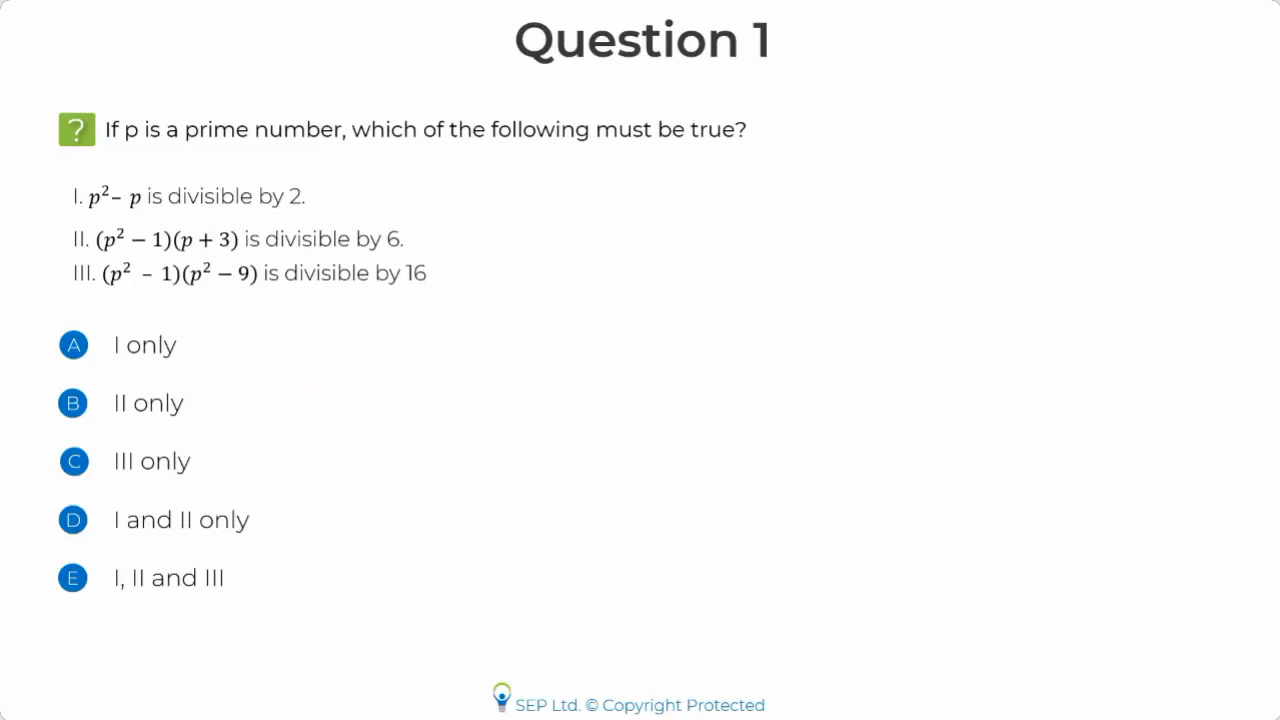 Question 1
? If p is a prime number, which of the following must be true?
I. p²– p is divisible by 2.
II. (p² − 1)(p + 3) is divisible by 6.
III. (p² – 1)(p² − 9) is divisible by 16
A I only
B II only
C III only
D I and II only
E I, II and III
SEP Ltd. © Copyright Protected